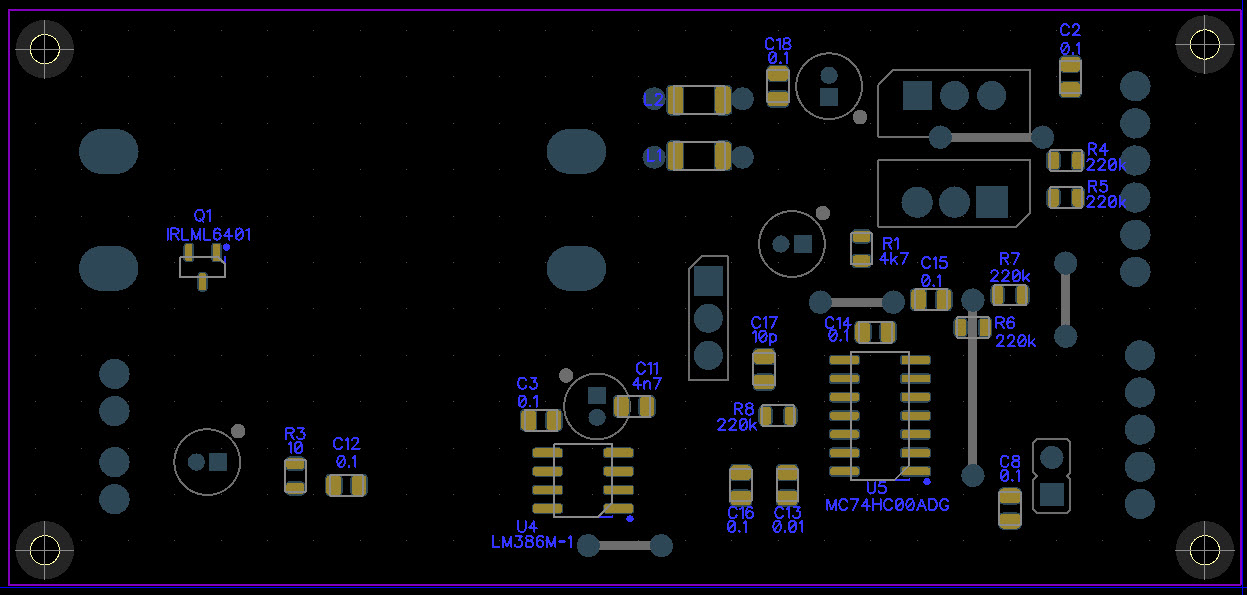 C2
0.1
C18
0.1
L2
L1
R4
220k
R5
220k
Q1
IRLML6401
R1
4k7
C15
0.1
R7
220k
C17
10p
C14
0.1
R6
220k
C11
4n7
C3
0.1
R8
220k
R3
10
C12
0.1
C8
0.1
U5
MC74HC00ADG
C16
0.1
C13
0.01
U4
LM386M-1